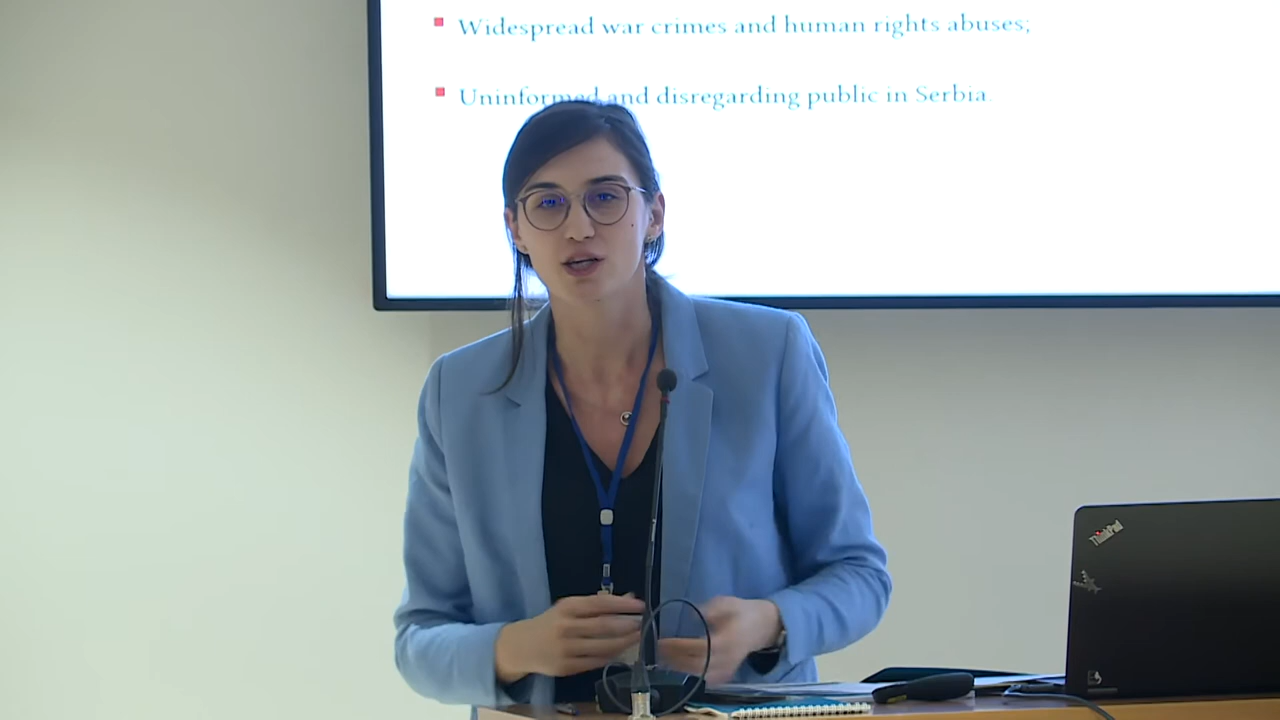 Widespread war crimes and human rights abuses;
Uninformed and disregarding public in Serbia.
ThinkPad